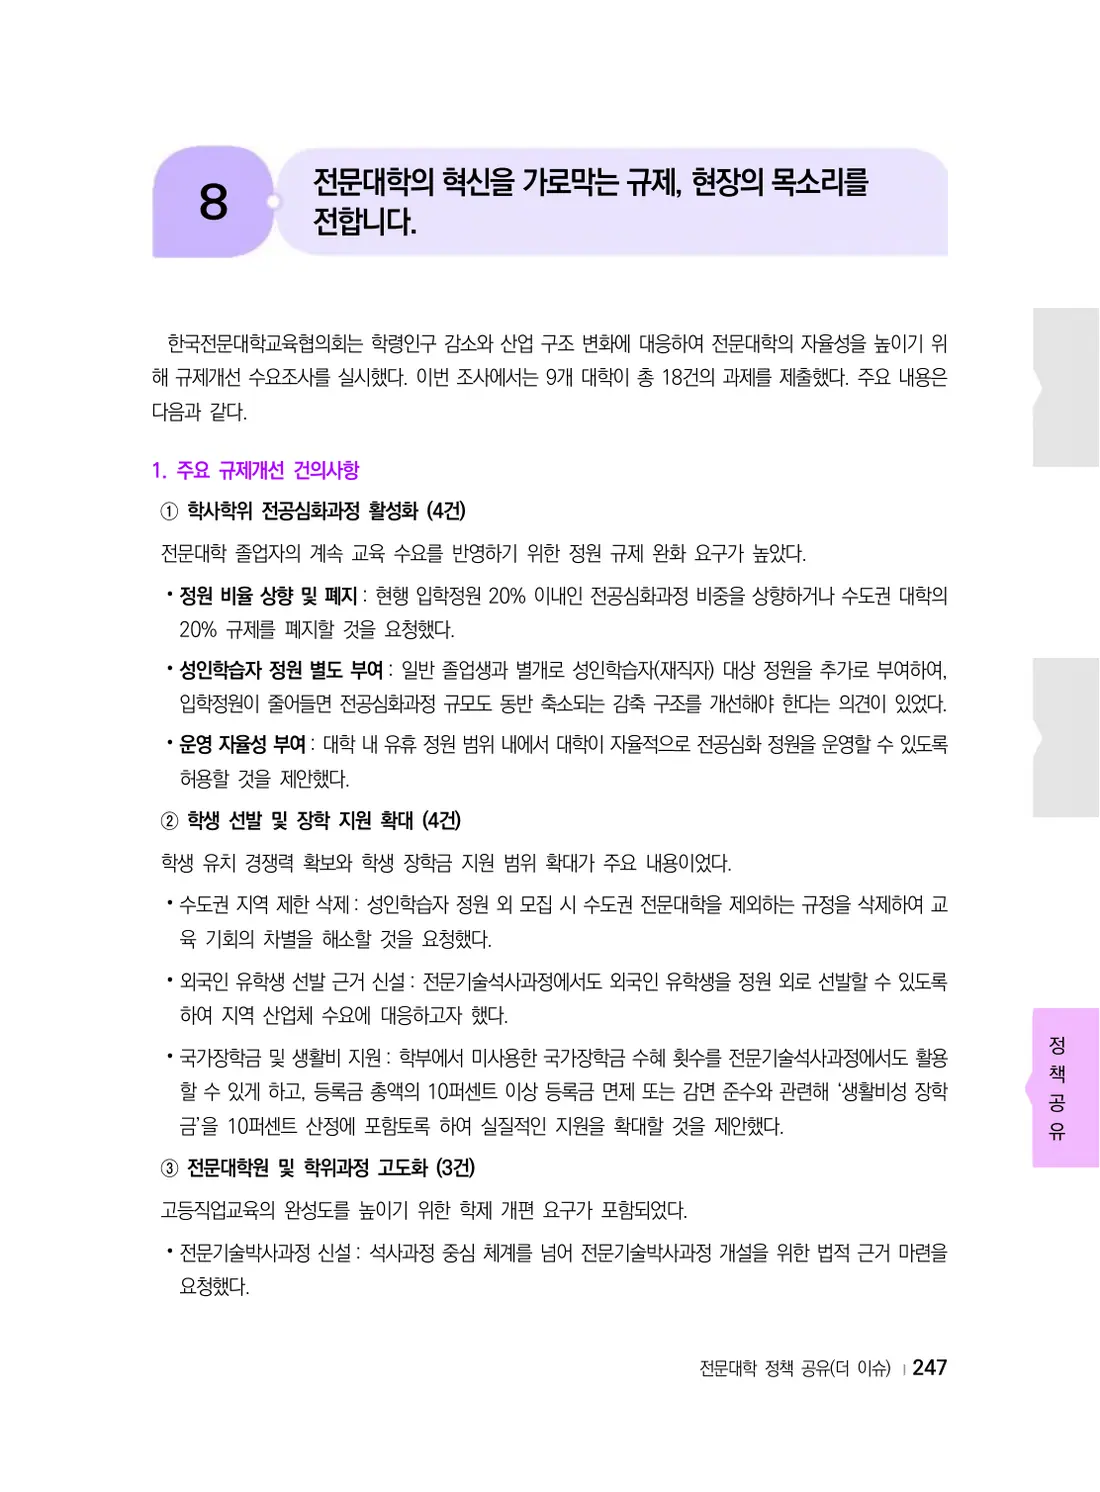 8
전문대학의 혁신을 가로막는 규제, 현장의 목소리를
전합니다.
한국전문대학교육협의회는 학령인구 감소와 산업 구조 변화에 대응하여 전문대학의 자율성을 높이기 위
해 규제개선 수요조사를 실시했다. 이번 조사에서는 9개 대학이 총 18건의 과제를 제출했다. 주요 내용은
다음과 같다.
1. 주요 규제개선 건의사항
① 학사학위 전공심화과정 활성화 (4건)
전문대학 졸업자의 계속 교육 수요를 반영하기 위한 정원 규제 완화 요구가 높았다.
• 정원 비율 상향 및 폐지 : 현행 입학정원 20% 이내인 전공심화과정 비중을 상향하거나 수도권 대학의
20% 규제를 폐지할 것을 요청했다.
• 성인학습자 정원 별도 부여 : 일반 졸업생과 별개로 성인학습자(재직자) 대상 정원을 추가로 부여하여,
입학정원이 줄어들면 전공심화과정 규모도 동반 축소되는 감축 구조를 개선해야 한다는 의견이 있었다.
• 운영 자율성 부여 : 대학 내 유휴 정원 범위 내에서 대학이 자율적으로 전공심화 정원을 운영할 수 있도록
허용할 것을 제안했다.
② 학생 선발 및 장학 지원 확대 (4건)
학생 유치 경쟁력 확보와 학생 장학금 지원 범위 확대가 주요 내용이었다.
• 수도권 지역 제한 삭제 : 성인학습자 정원 외 모집 시 수도권 전문대학을 제외하는 규정을 삭제하여 교
육 기회의 차별을 해소할 것을 요청했다.
• 외국인 유학생 선발 근거 신설 : 전문기술석사과정에서도 외국인 유학생을 정원 외로 선발할 수 있도록
하여 지역 산업체 수요에 대응하고자 했다.
• 국가장학금 및 생활비 지원 : 학부에서 미사용한 국가장학금 수혜 횟수를 전문기술석사과정에서도 활용
할 수 있게 하고, 등록금 총액의 10퍼센트 이상 등록금 면제 또는 감면 준수와 관련해 ‘생활비성 장학
금’을 10퍼센트 산정에 포함토록 하여 실질적인 지원을 확대할 것을 제안했다.
③ 전문대학원 및 학위과정 고도화 (3건)
고등직업교육의 완성도를 높이기 위한 학제 개편 요구가 포함되었다.
• 전문기술박사과정 신설 : 석사과정 중심 체계를 넘어 전문기술박사과정 개설을 위한 법적 근거 마련을
요청했다.
정
책
공
유
전문대학 정책 공유(더 이슈) | 247